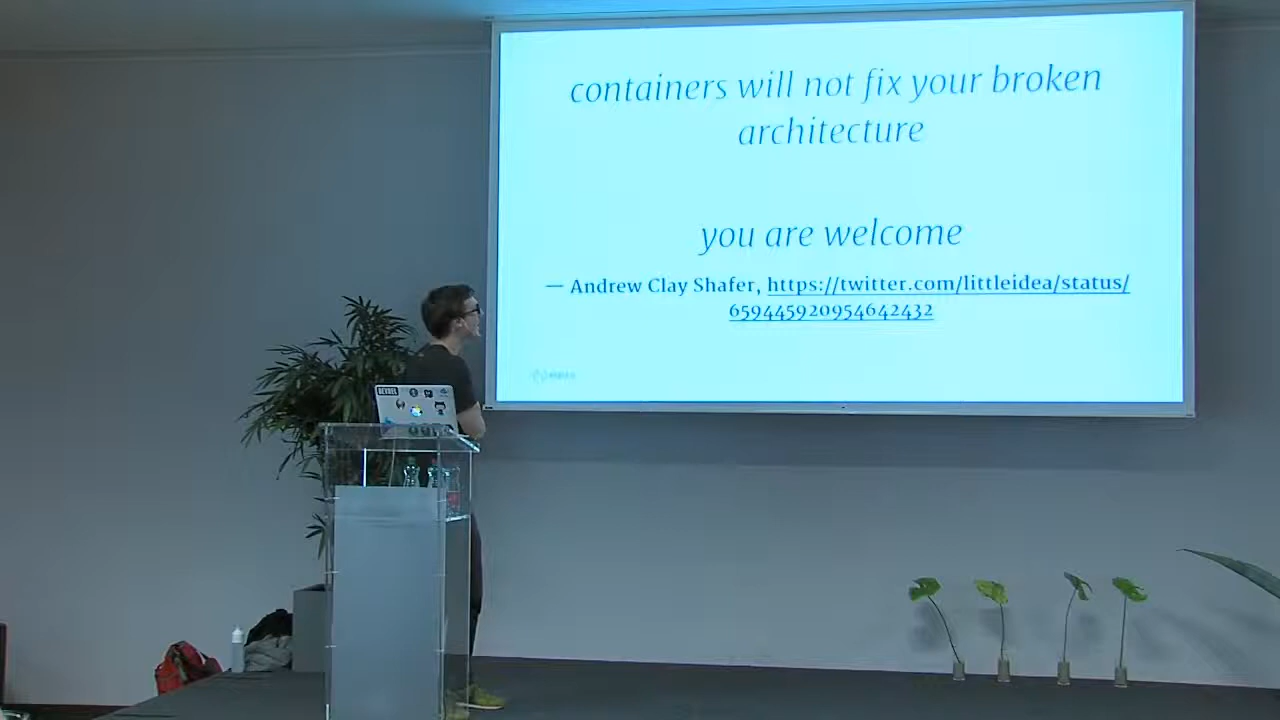 containers will not fix your broken
architecture
you are welcome
— Andrew Clay Shafer, https://twitter.com/littleidea/status/
659445920954642432